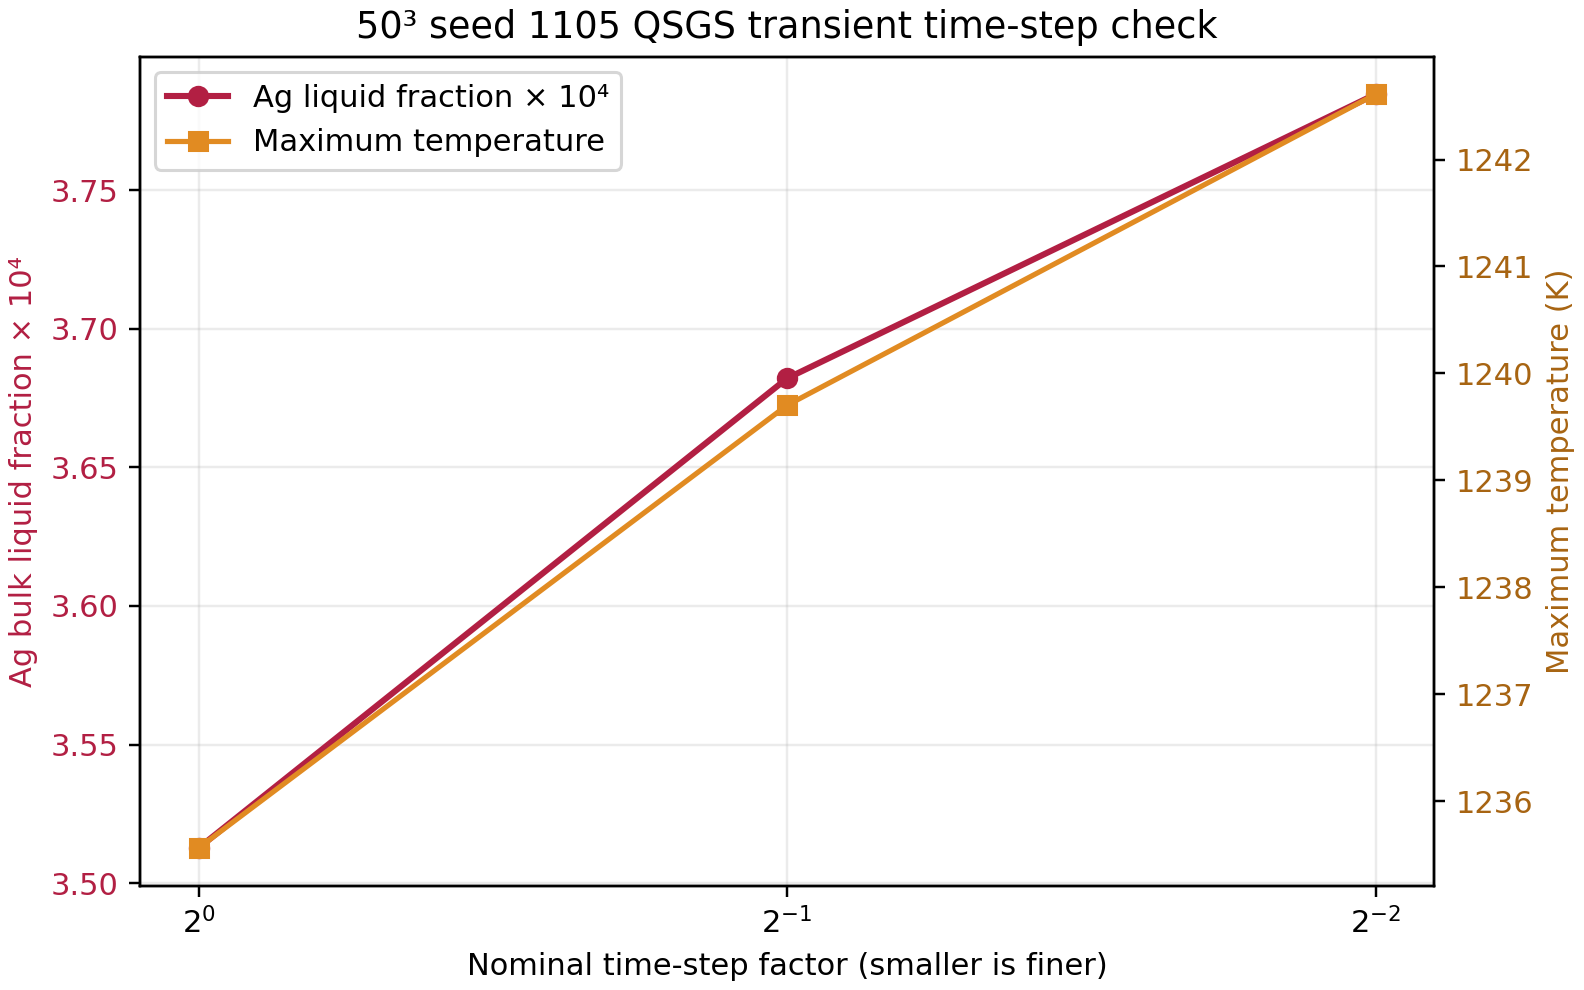 50³ seed 1105 QSGS transient time-step check
Ag liquid fraction × 10⁴
Maximum temperature
3.75
3.70
3.65
3.60
3.55
3.50
Ag bulk liquid fraction × 10⁴
1242
1241
1240
1239
1238
1237
1236
Maximum temperature (K)
2⁰
2⁻¹
2⁻²
Nominal time-step factor (smaller is finer)